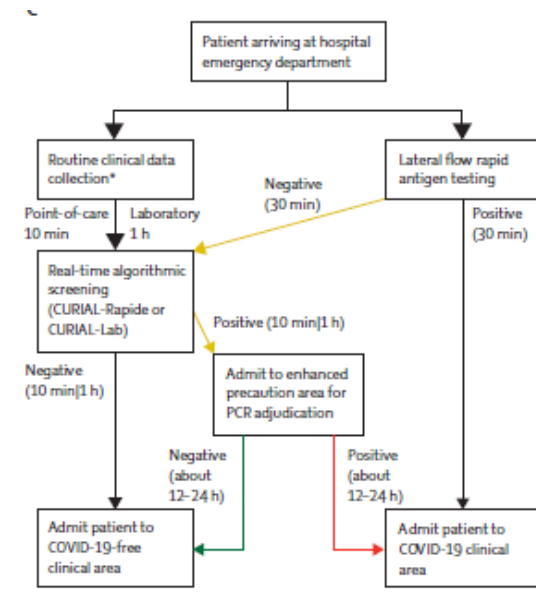 Patient arriving at hospital
emergency department
Routine clinical data
collection*
Lateral flow rapid
antigen testing
Negative
(30 min)
Point-of-care
10 min
Laboratory
1 h
Positive
(30 min)
Real-time algorithmic
screening
(CURIAL-Rapide or
CURIAL-Lab)
Positive (10 min|1 h)
Negative
(10 min|1 h)
Admit to enhanced
precaution area for
PCR adjudication
Negative
(about
12–24 h)
Positive
(about
12–24 h)
Admit patient to
COVID-19-free
clinical area
Admit patient to
COVID-19 clinical
area